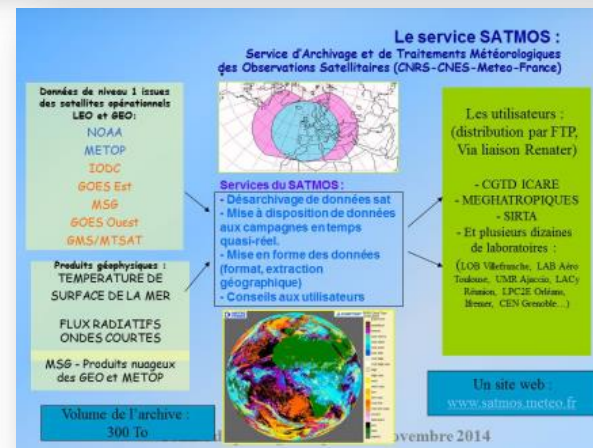 Le service SATMOS :
Service d'Archivage et de Traitements Météorologiques
des Observations Satellitaires (CNRS-CNES-Meteo-France)
Données de niveau 1 issues
des satellites opérationnels
LEO et GEO:
NOAA
METOP
IODC
GOES Est
MSG
GOES Ouest
GMS/MTSAT
Produits géophysiques :
TEMPERATURE DE
SURFACE DE LA MER
FLUX RADIATIFS
ONDES COURTES
MSG - Produits nuageux
des GEO et METOP
Volume de l'archive :
300 To
Services du SATMOS :
- Désarchivage de données sat
- Mise à disposition de données
aux campagnes en temps
quasi-réel.
- Mise en forme des données
(format, extraction
géographique)
- Conseils aux utilisateurs
Les utilisateurs :
(distribution par FTP,
Via liaison Renater)
- CGTD ICARE
- MEGHATROPIQUES
- SIRTA
- Et plusieurs dizaines
de laboratoires :
(LOB Villefranche, LAB Aéro
Toulouse, UMR Ajaccio, LACy
Réunion, LPC2E Orléans,
Ifremer, CEN Grenoble…)
Un site web :
www.satmos.meteo.fr
ovembre 2014